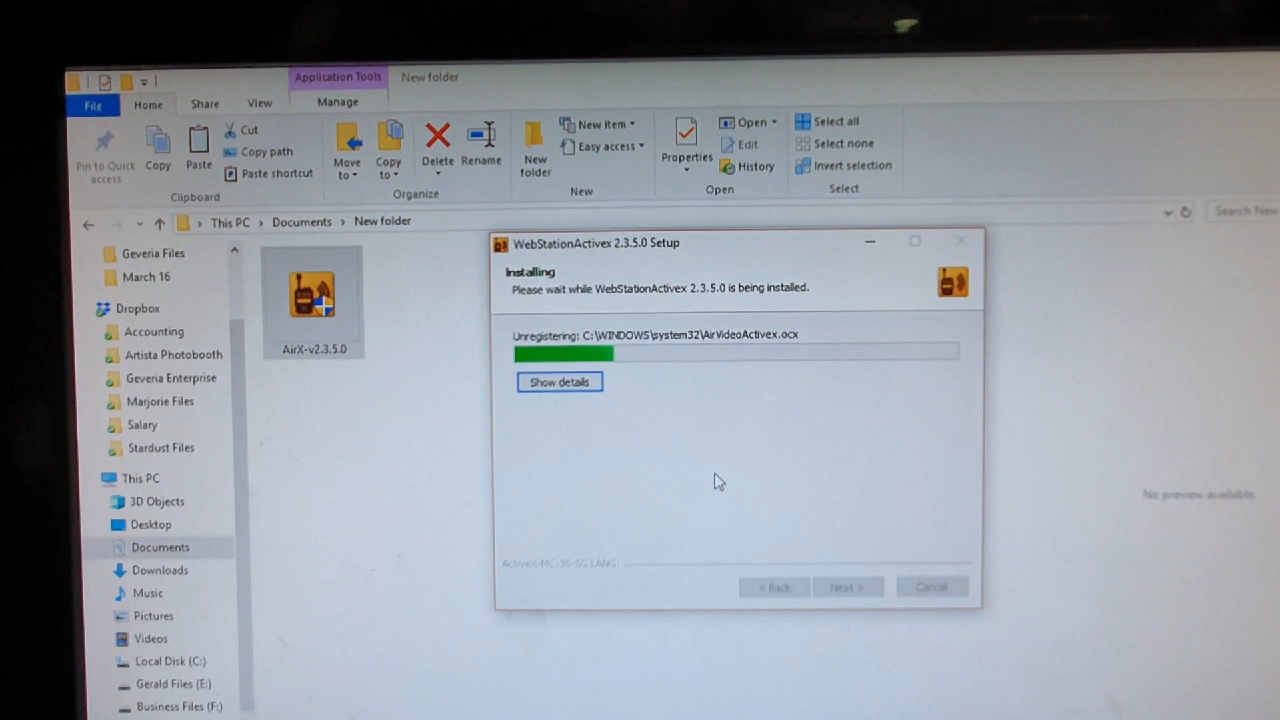 Application Tools New folder
File Home Share View Manage
Pin to Quick access
Copy
Paste
Cut
Copy path
Paste shortcut
Clipboard
Move to
Copy to
Delete
Rename
Organize
New folder
New item
Easy access
New
Properties
Open
Edit
History
Open
Select all
Select none
Invert selection
Select
This PC > Documents > New folder
Search New
Geveria Files
March 16
Dropbox
Accounting
Artista Photobooth
Geveria Enterprise
Marjorie Files
Salary
Stardust Files
This PC
3D Objects
Desktop
Documents
Downloads
Music
Pictures
Videos
Local Disk (C:)
Gerald Files (E:)
Business Files (F:)
AirX-v2.3.5.0
WebStationActivex 2.3.5.0 Setup
Installing
Please wait while WebStationActivex 2.3.5.0 is being installed.
Unregistering: C:\WINDOWS\system32\AirVideoActivex.ocx
Show details
< Back
Next >
Cancel
No preview available.